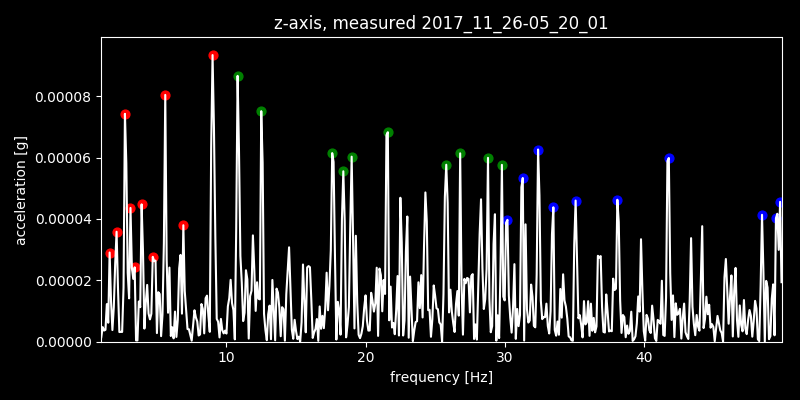 z-axis, measured 2017_11_26-05_20_01
0.00008
0.00006
0.00004
0.00002
0.00000
acceleration [g]
10 20 30 40
frequency [Hz]